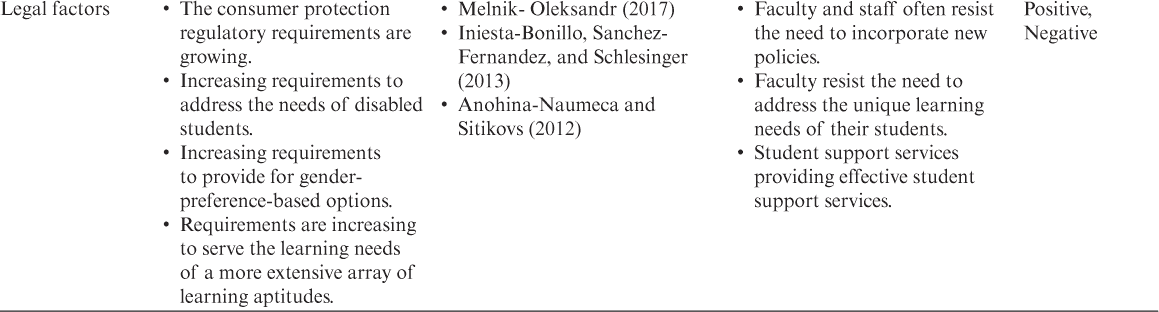 Legal factors
• The consumer protection
regulatory requirements are
growing.
• Increasing requirements to
address the needs of disabled
students.
• Increasing requirements
to provide for gender-
preference-based options.
• Requirements are increasing
to serve the learning needs
of a more extensive array of
learning aptitudes.
• Melnik- Oleksandr (2017)
• Iniesta-Bonillo, Sanchez-
Fernandez, and Schlesinger
(2013)
• Anohina-Naumeca and
Sitikovs (2012)
• Faculty and staff often resist
the need to incorporate new
policies.
• Faculty resist the need to
address the unique learning
needs of their students.
• Student support services
providing effective student
support services.
Positive,
Negative